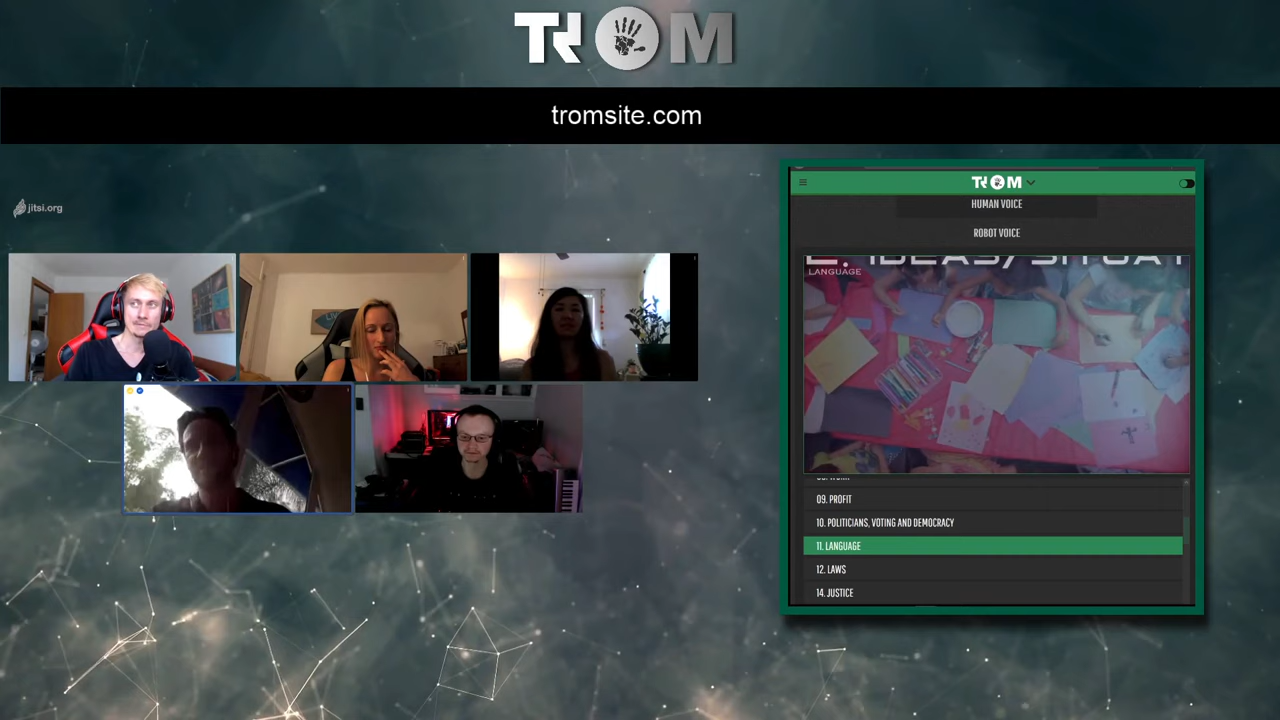 TROM
tromsite.com
jitsi.org
TROM
HUMAN VOICE
ROBOT VOICE
LANGUAGE
09. PROFIT
10. POLITICIANS, VOTING AND DEMOCRACY
11. LANGUAGE
12. LAWS
14. JUSTICE